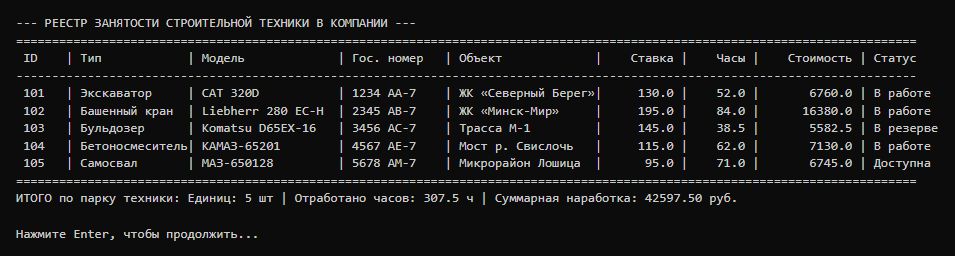 --- РЕЕСТР ЗАНЯТОСТИ СТРОИТЕЛЬНОЙ ТЕХНИКИ В КОМПАНИИ ---
==============================================================================================================================
ID | Тип | Модель | Гос. номер | Объект | Ставка | Часы | Стоимость | Статус
------------------------------------------------------------------------------------------------------------------------------
101 | Экскаватор | CAT 320D | 1234 AA-7 | ЖК «Северный Берег»| 130.0 | 52.0 | 6760.0 | В работе
102 | Башенный кран | Liebherr 280 EC-H | 2345 AB-7 | ЖК «Минск-Мир» | 195.0 | 84.0 | 16380.0 | В работе
103 | Бульдозер | Komatsu D65EX-16 | 3456 AC-7 | Трасса М-1 | 145.0 | 38.5 | 5582.5 | В резерве
104 | Бетоносмеситель| КАМАЗ-65201 | 4567 AE-7 | Мост р. Свислочь | 115.0 | 62.0 | 7130.0 | В работе
105 | Самосвал | МАЗ-650128 | 5678 AM-7 | Микрорайон Лошица | 95.0 | 71.0 | 6745.0 | Доступна
==============================================================================================================================
ИТОГО по парку техники: Единиц: 5 шт | Отработано часов: 307.5 ч | Суммарная наработка: 42597.50 руб.
Нажмите Enter, чтобы продолжить...